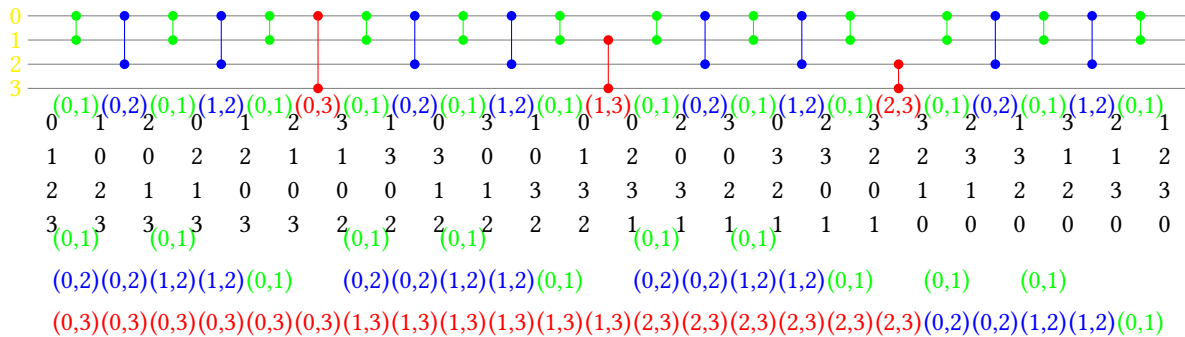 0
1
2
3
(0,1)(0,2)(0,1)(1,2)(0,1)(0,3)(0,1)(0,2)(0,1)(1,2)(0,1)(1,3)(0,1)(0,2)(0,1)(1,2)(0,1)(2,3)(0,1)(0,2)(0,1)(1,2)(0,1)
0 1 2 0 1 2 3 1 0 3 1 0 0 2 3 0 2 3 3 2 1 3 2 1
1 0 0 2 2 1 1 3 3 0 0 1 2 0 0 3 3 2 2 3 3 1 1 2
2 2 1 1 0 0 0 0 1 1 3 3 3 3 2 2 0 0 1 1 2 2 3 3
3 3 3 3 3 3 2 2 2 2 2 2 1 1 1 1 1 1 0 0 0 0 0 0
(0,1) (0,1) (0,1) (0,1) (0,1) (0,1)
(0,2)(0,2)(1,2)(1,2)(0,1) (0,2)(0,2)(1,2)(1,2)(0,1) (0,2)(0,2)(1,2)(1,2)(0,1) (0,1) (0,1)
(0,3)(0,3)(0,3)(0,3)(0,3)(0,3)(1,3)(1,3)(1,3)(1,3)(1,3)(1,3)(2,3)(2,3)(2,3)(2,3)(2,3)(2,3)(0,2)(0,2)(1,2)(1,2)(0,1)